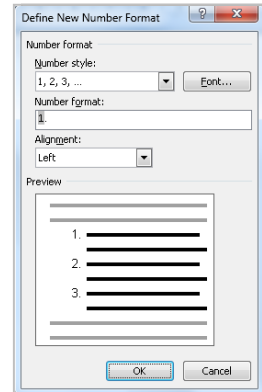 Define New Number Format
Number format
Number style:
1, 2, 3, ...
Font...
Number format:
1.
Alignment:
Left
Preview
1.
2.
3.
OK
Cancel